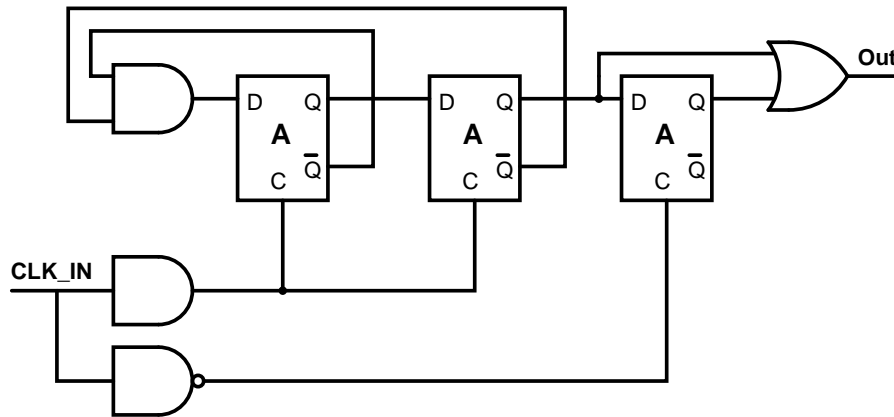 Out
D Q D Q D Q
A A A
Q̅ Q̅ Q̅
C C C
CLK_IN